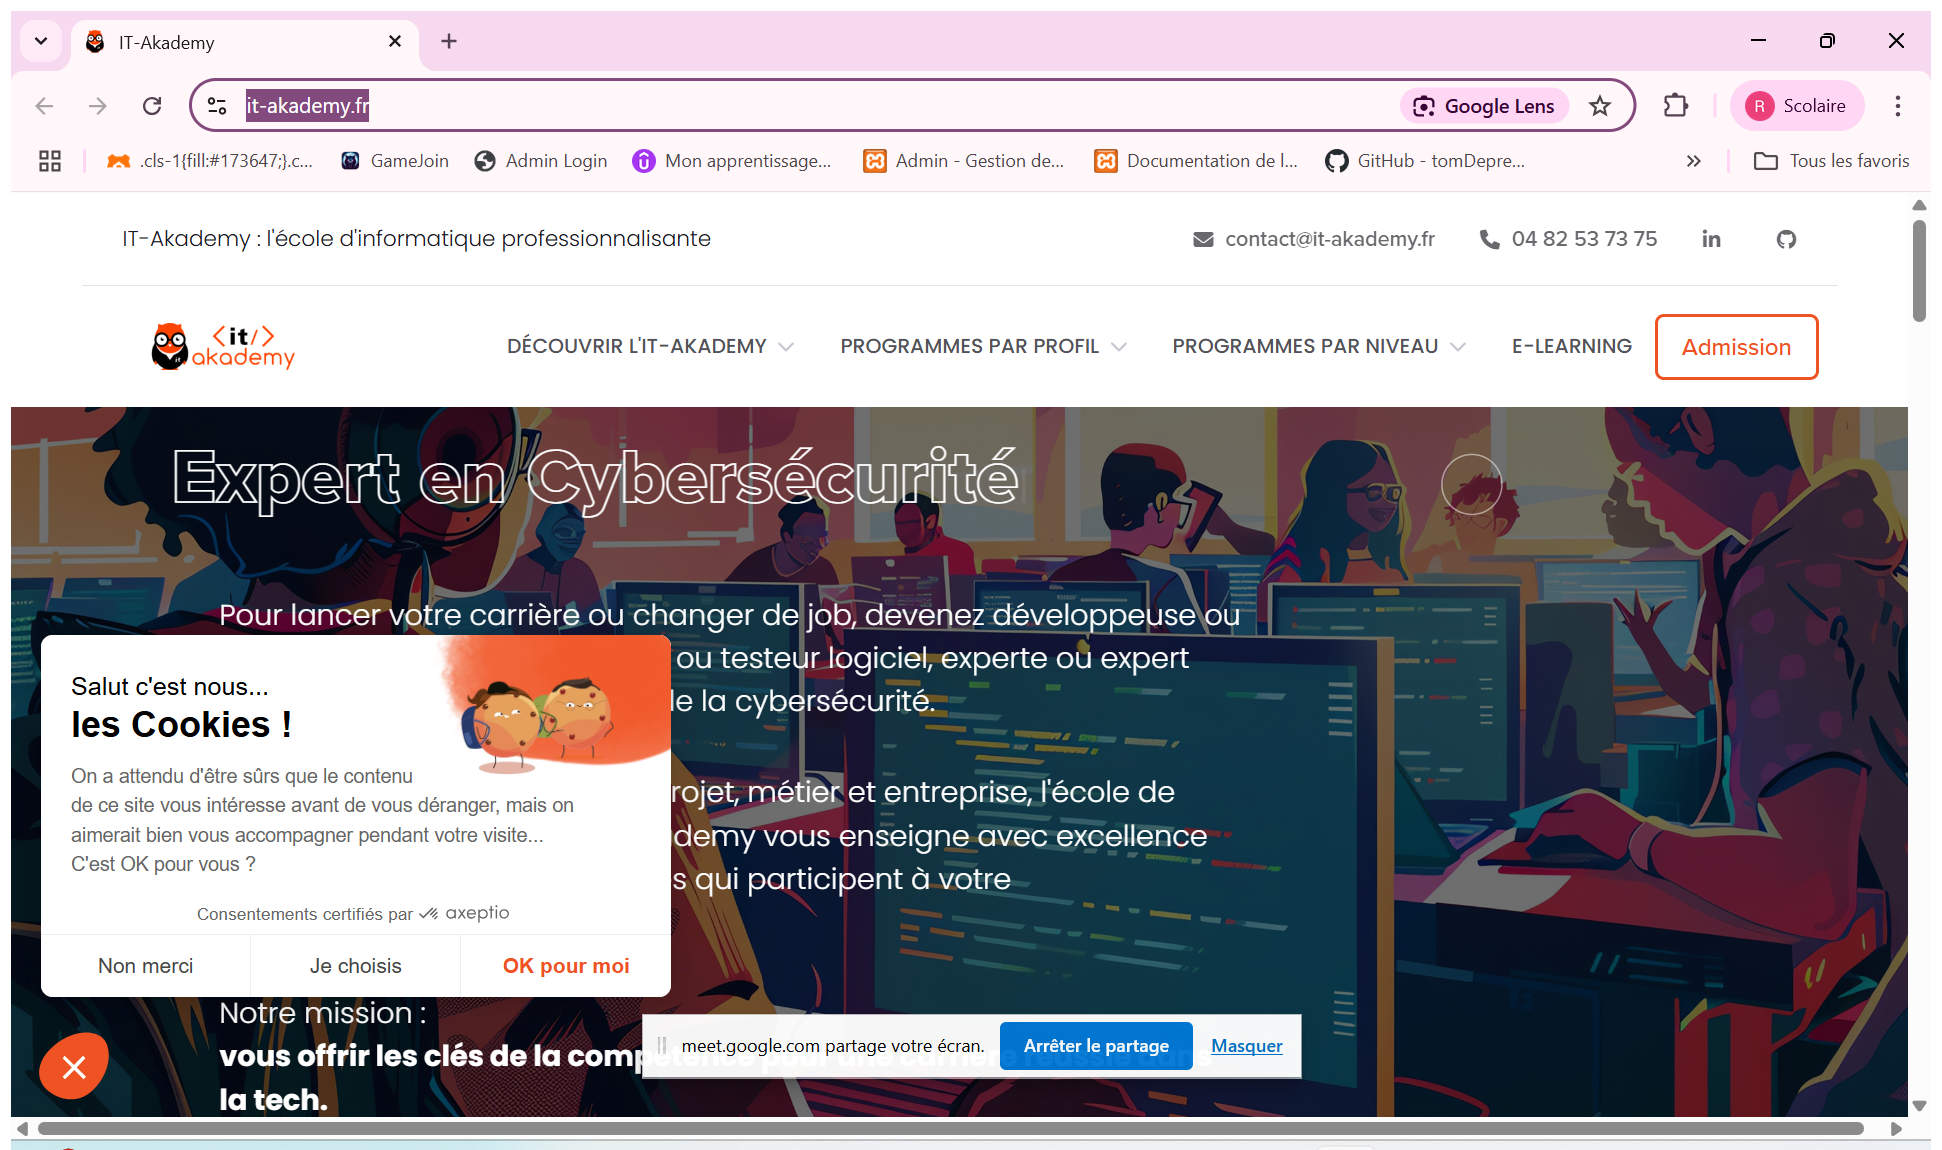 IT-Akademy
it-akademy.fr
Google Lens
R Scolaire
.cls-1{fill:#173647;}.c...
GameJoin
Admin Login
Mon apprentissage...
Admin - Gestion de...
Documentation de l...
GitHub - tomDepre...
Tous les favoris
IT-Akademy : l'école d'informatique professionnalisante
contact@it-akademy.fr
04 82 53 73 75
in
<it/>
akademy
DÉCOUVRIR L'IT-AKADEMY
PROGRAMMES PAR PROFIL
PROGRAMMES PAR NIVEAU
E-LEARNING
Admission
Expert en Cybersécurité
Pour lancer votre carrière ou changer de job, devenez développeuse ou
ou testeur logiciel, experte ou expert
de la cybersécurité.
rojet, métier et entreprise, l'école de
demy vous enseigne avec excellence
s qui participent à votre
Salut c'est nous...
les Cookies !
On a attendu d'être sûrs que le contenu
de ce site vous intéresse avant de vous déranger, mais on
aimerait bien vous accompagner pendant votre visite...
C'est OK pour vous ?
Consentements certifiés par axeptio
Non merci
Je choisis
OK pour moi
Notre mission :
vous offrir les clés de la compétence pour une carrière réussie dans
la tech.
meet.google.com partage votre écran.
Arrêter le partage
Masquer